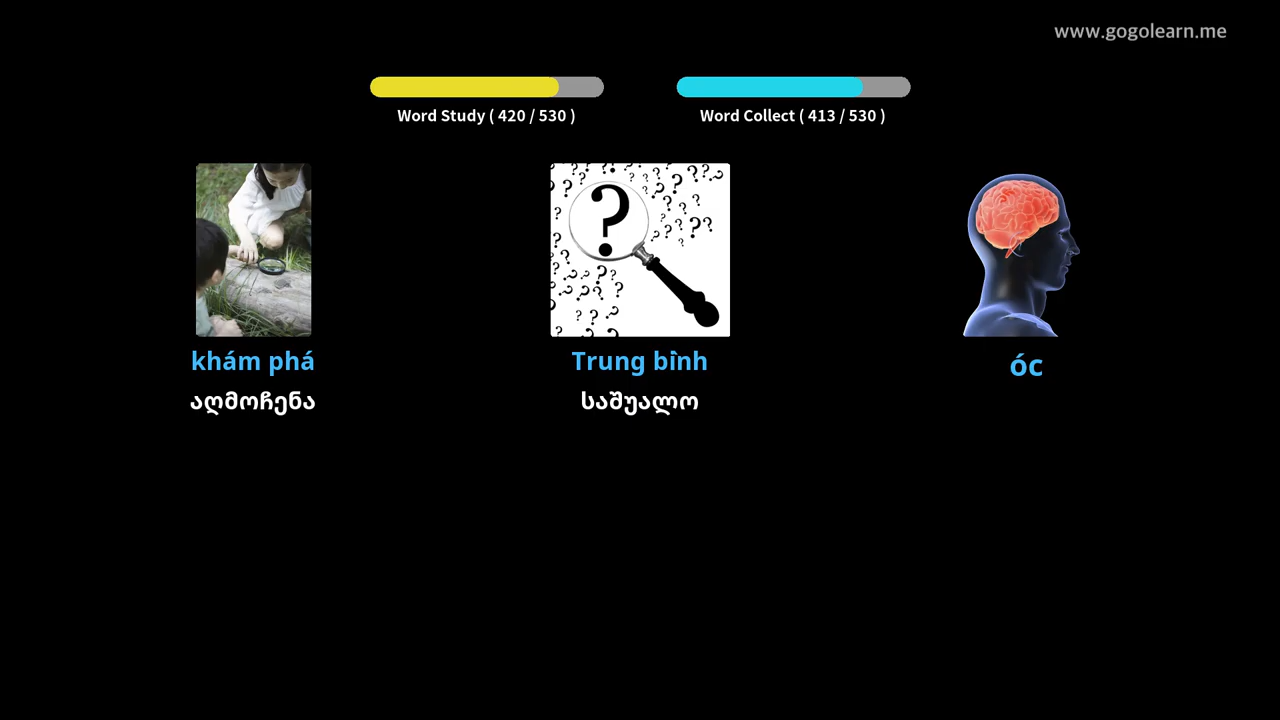 www.gogolearn.me
Word Study ( 420 / 530 )
Word Collect ( 413 / 530 )
?
khám phá
Trung bình
óc
აღმოჩენა
საშუალო